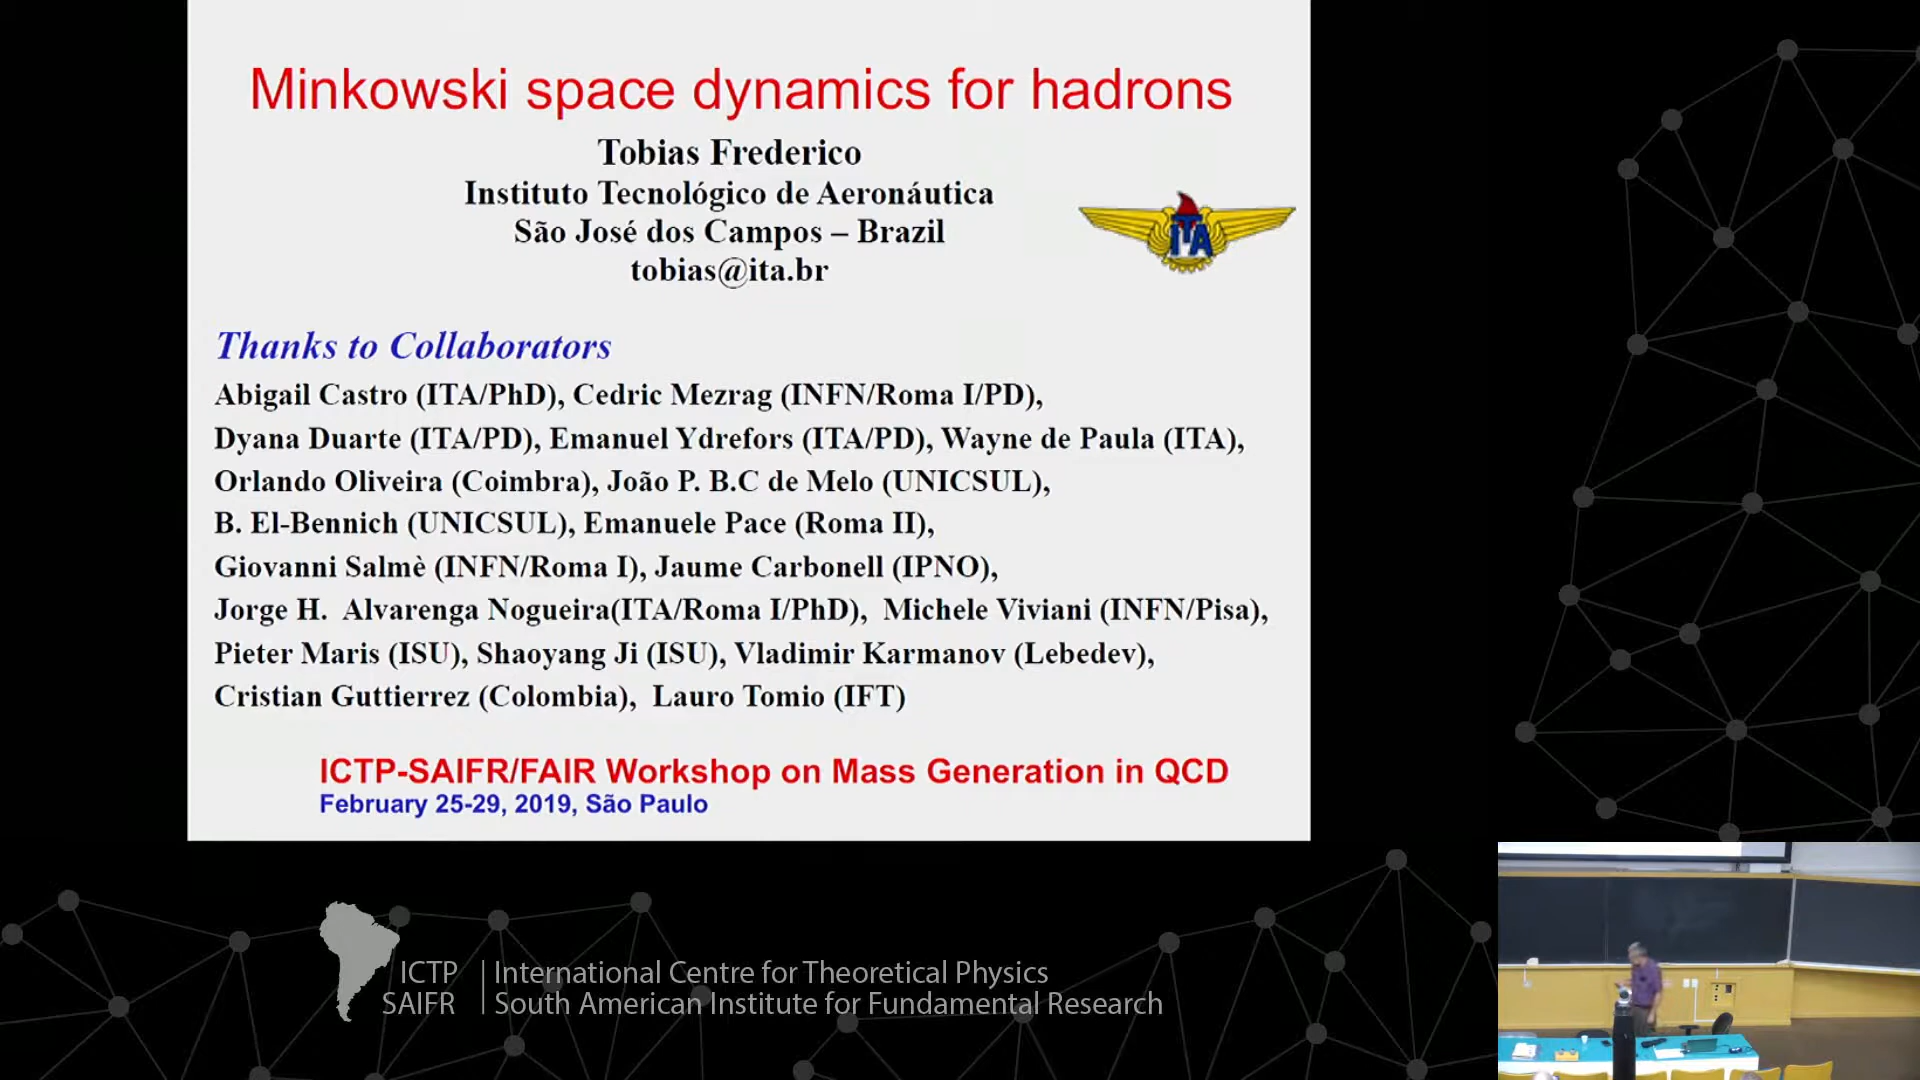 Minkowski space dynamics for hadrons
Tobias Frederico
Instituto Tecnológico de Aeronáutica
São José dos Campos – Brazil
tobias@ita.br
ITA
Thanks to Collaborators
Abigail Castro (ITA/PhD), Cedric Mezrag (INFN/Roma I/PD),
Dyana Duarte (ITA/PD), Emanuel Ydrefors (ITA/PD), Wayne de Paula (ITA),
Orlando Oliveira (Coimbra), João P. B.C de Melo (UNICSUL),
B. El-Bennich (UNICSUL), Emanuele Pace (Roma II),
Giovanni Salmè (INFN/Roma I), Jaume Carbonell (IPNO),
Jorge H. Alvarenga Nogueira(ITA/Roma I/PhD), Michele Viviani (INFN/Pisa),
Pieter Maris (ISU), Shaoyang Ji (ISU), Vladimir Karmanov (Lebedev),
Cristian Guttierrez (Colombia), Lauro Tomio (IFT)
ICTP-SAIFR/FAIR Workshop on Mass Generation in QCD
February 25-29, 2019, São Paulo
ICTP | International Centre for Theoretical Physics
SAIFR | South American Institute for Fundamental Research